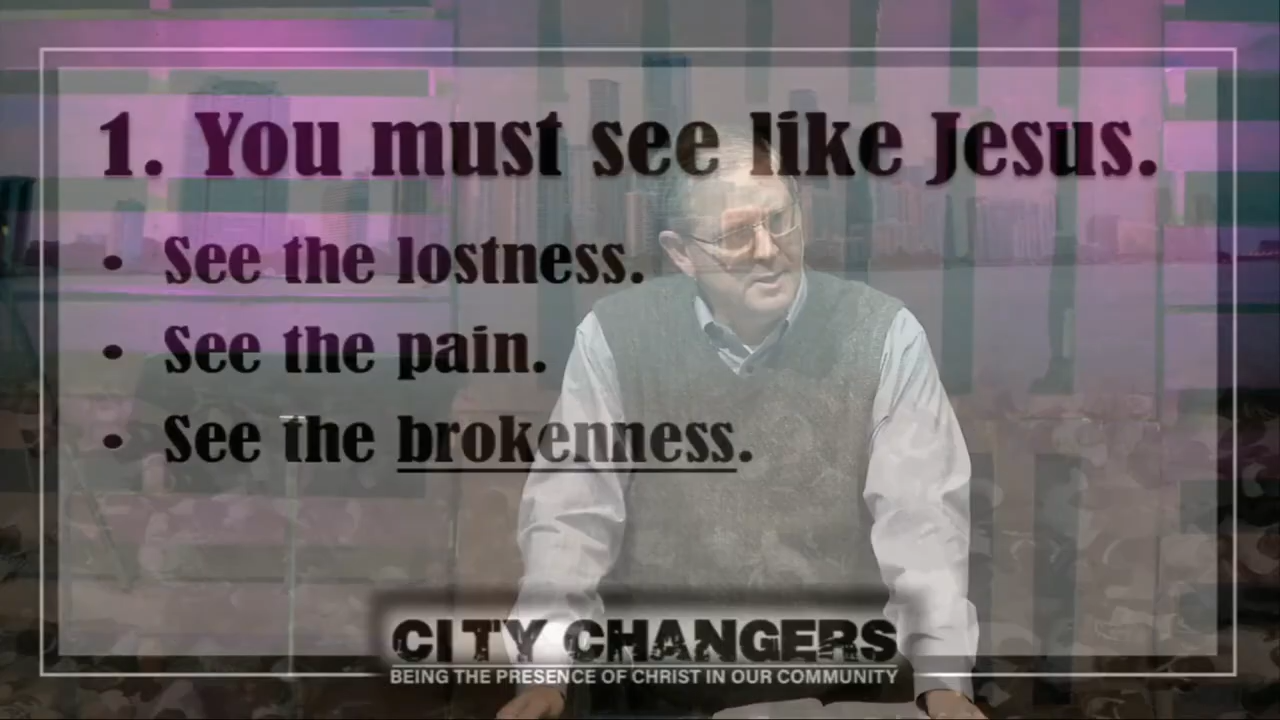 1. You must see like Jesus.
• See the lostness.
• See the pain.
• See the brokenness.
CITY CHANGERS
BEING THE PRESENCE OF CHRIST IN OUR COMMUNITY